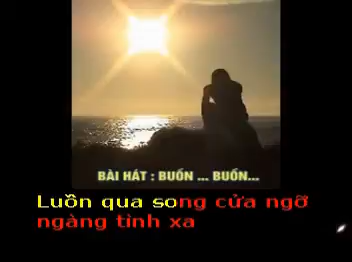 BÀI HÁT : BUỒN ... BUỒN...
Luồn qua song cửa ngỡ
ngàng tình xa